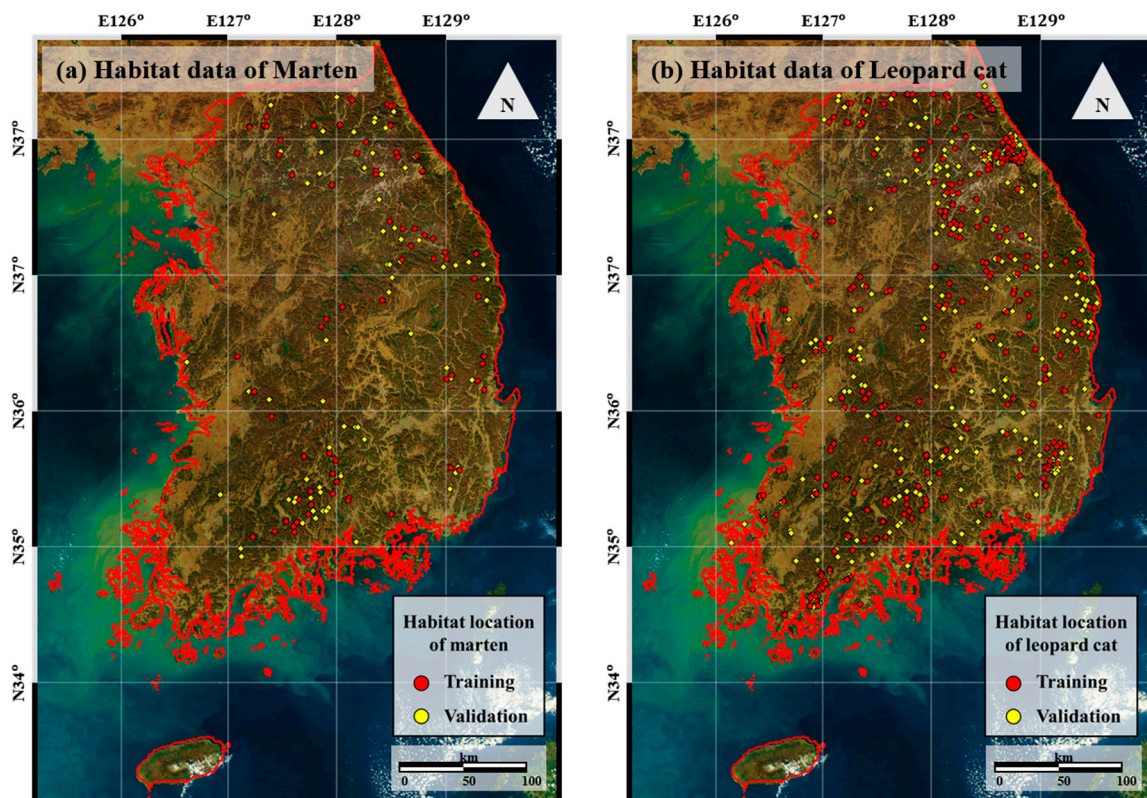 E126° E127° E128° E129°
E126° E127° E128° E129°
(a) Habitat data of Marten
(b) Habitat data of Leopard cat
N
N
N37°
N37°
N36°
N35°
N34°
N37°
N37°
N36°
N35°
N34°
Habitat location
of marten
Training
Validation
km
0 50 100
Habitat location
of leopard cat
Training
Validation
km
0 50 100